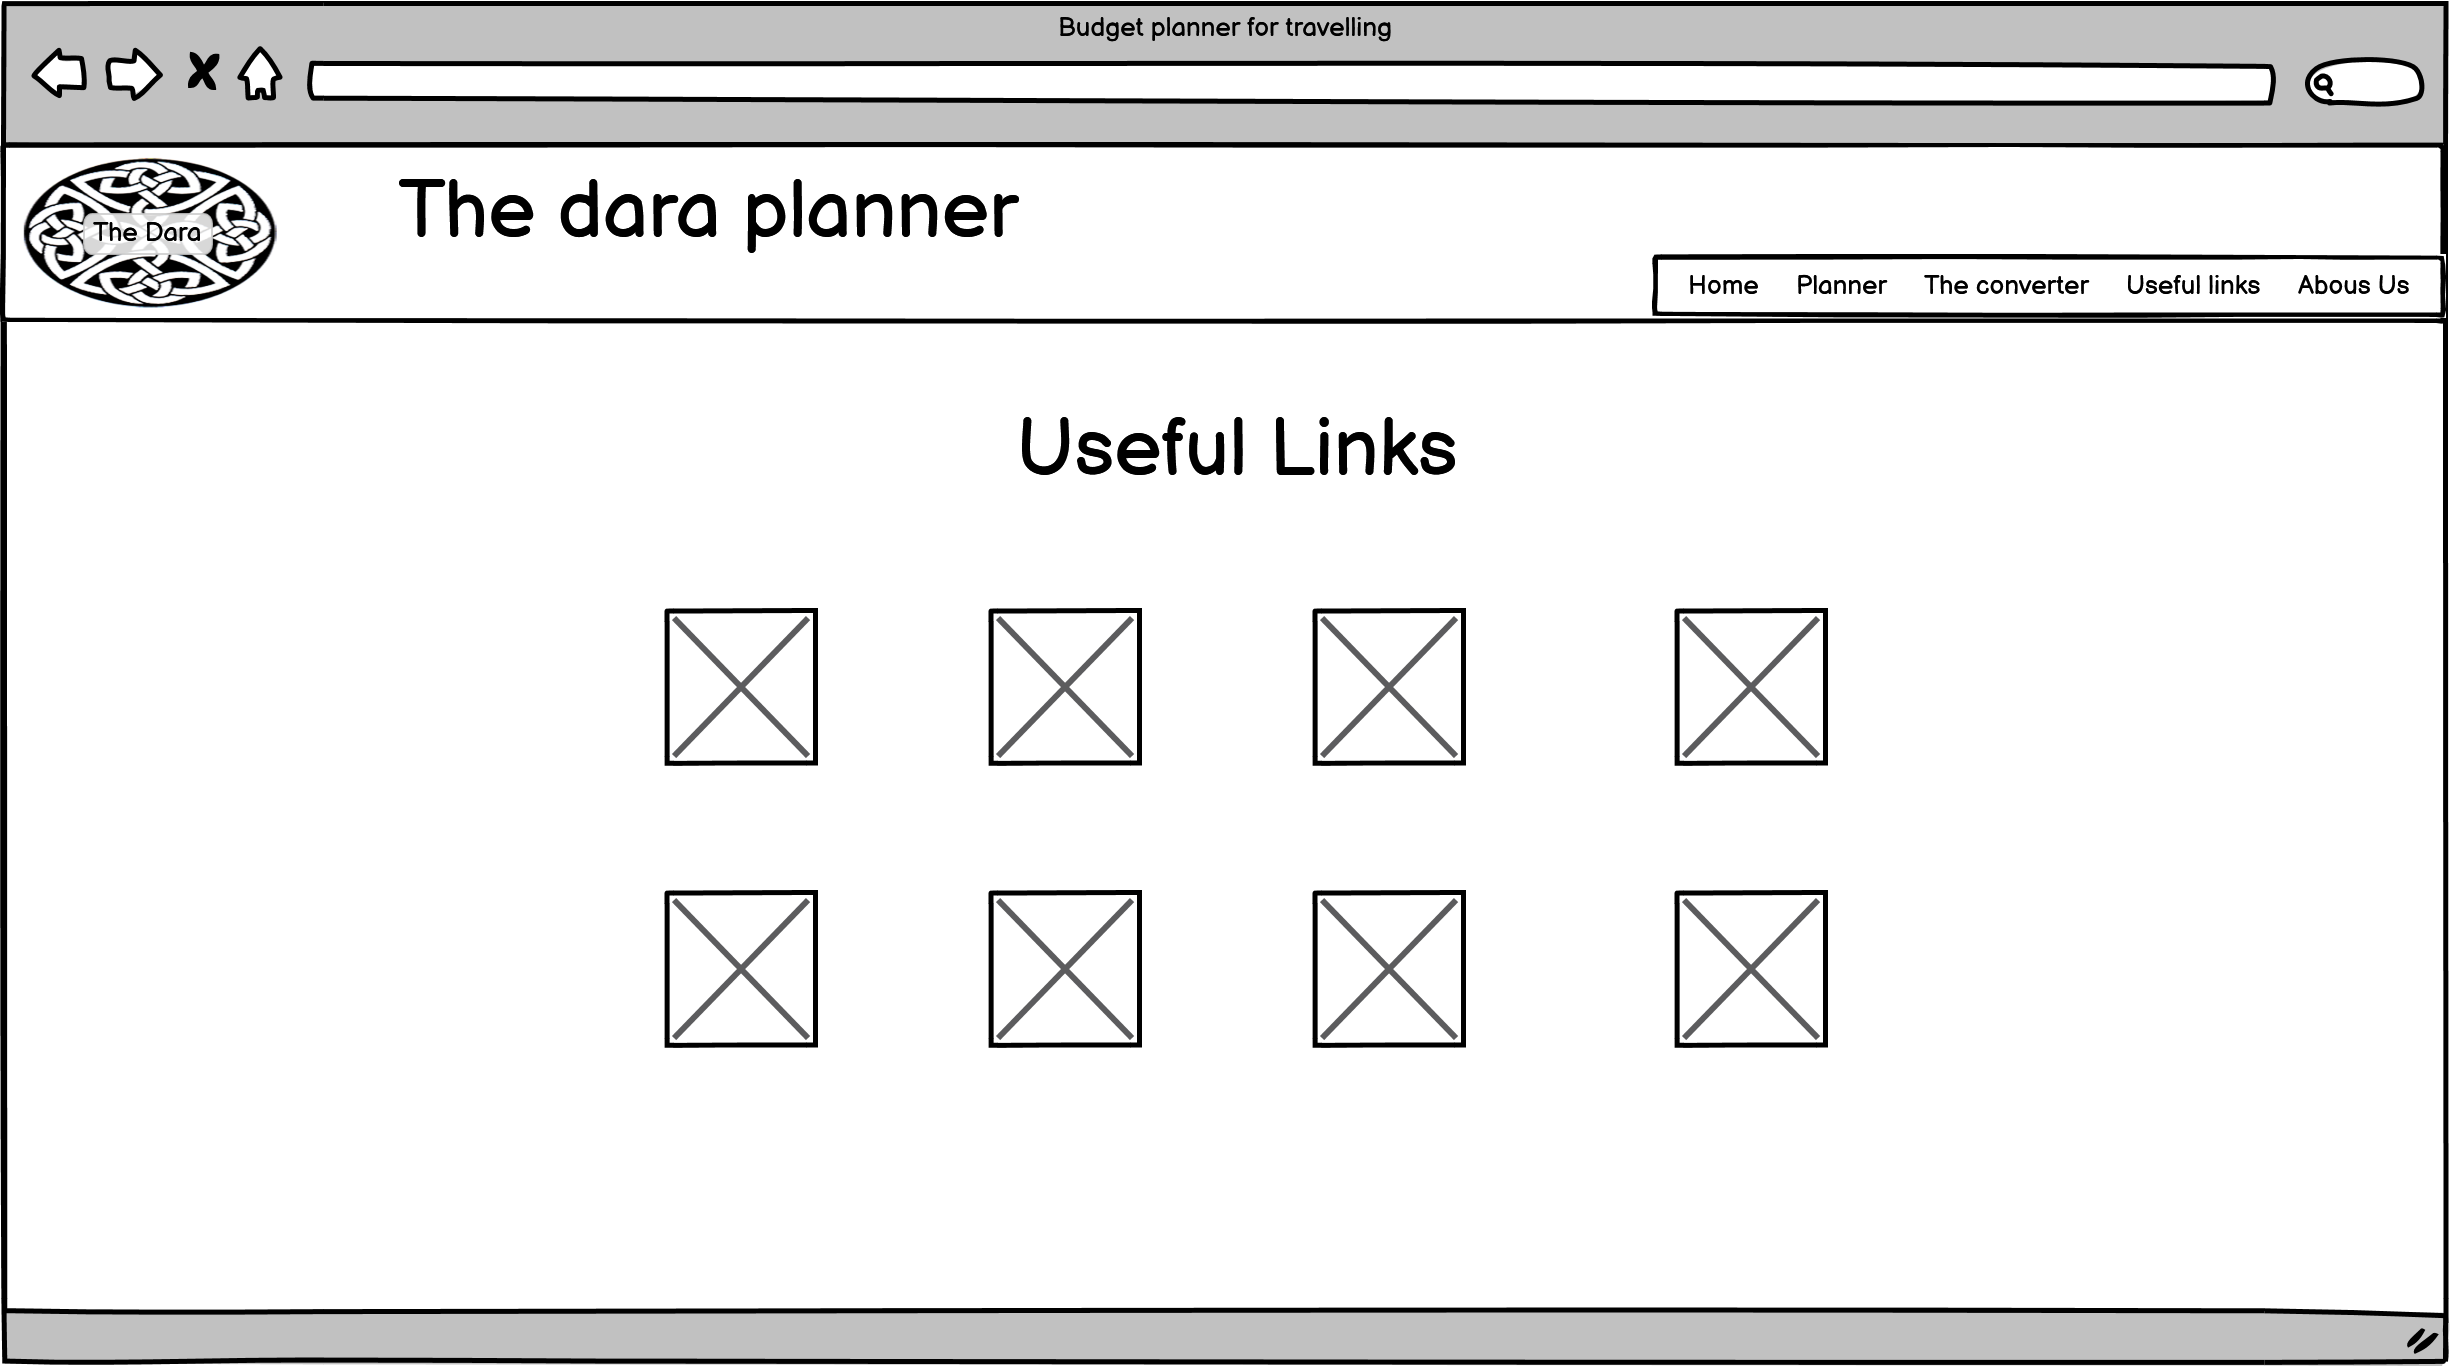 Budget planner for travelling
The Dara
The dara planner
Home Planner The converter Useful links Abous Us
Useful Links